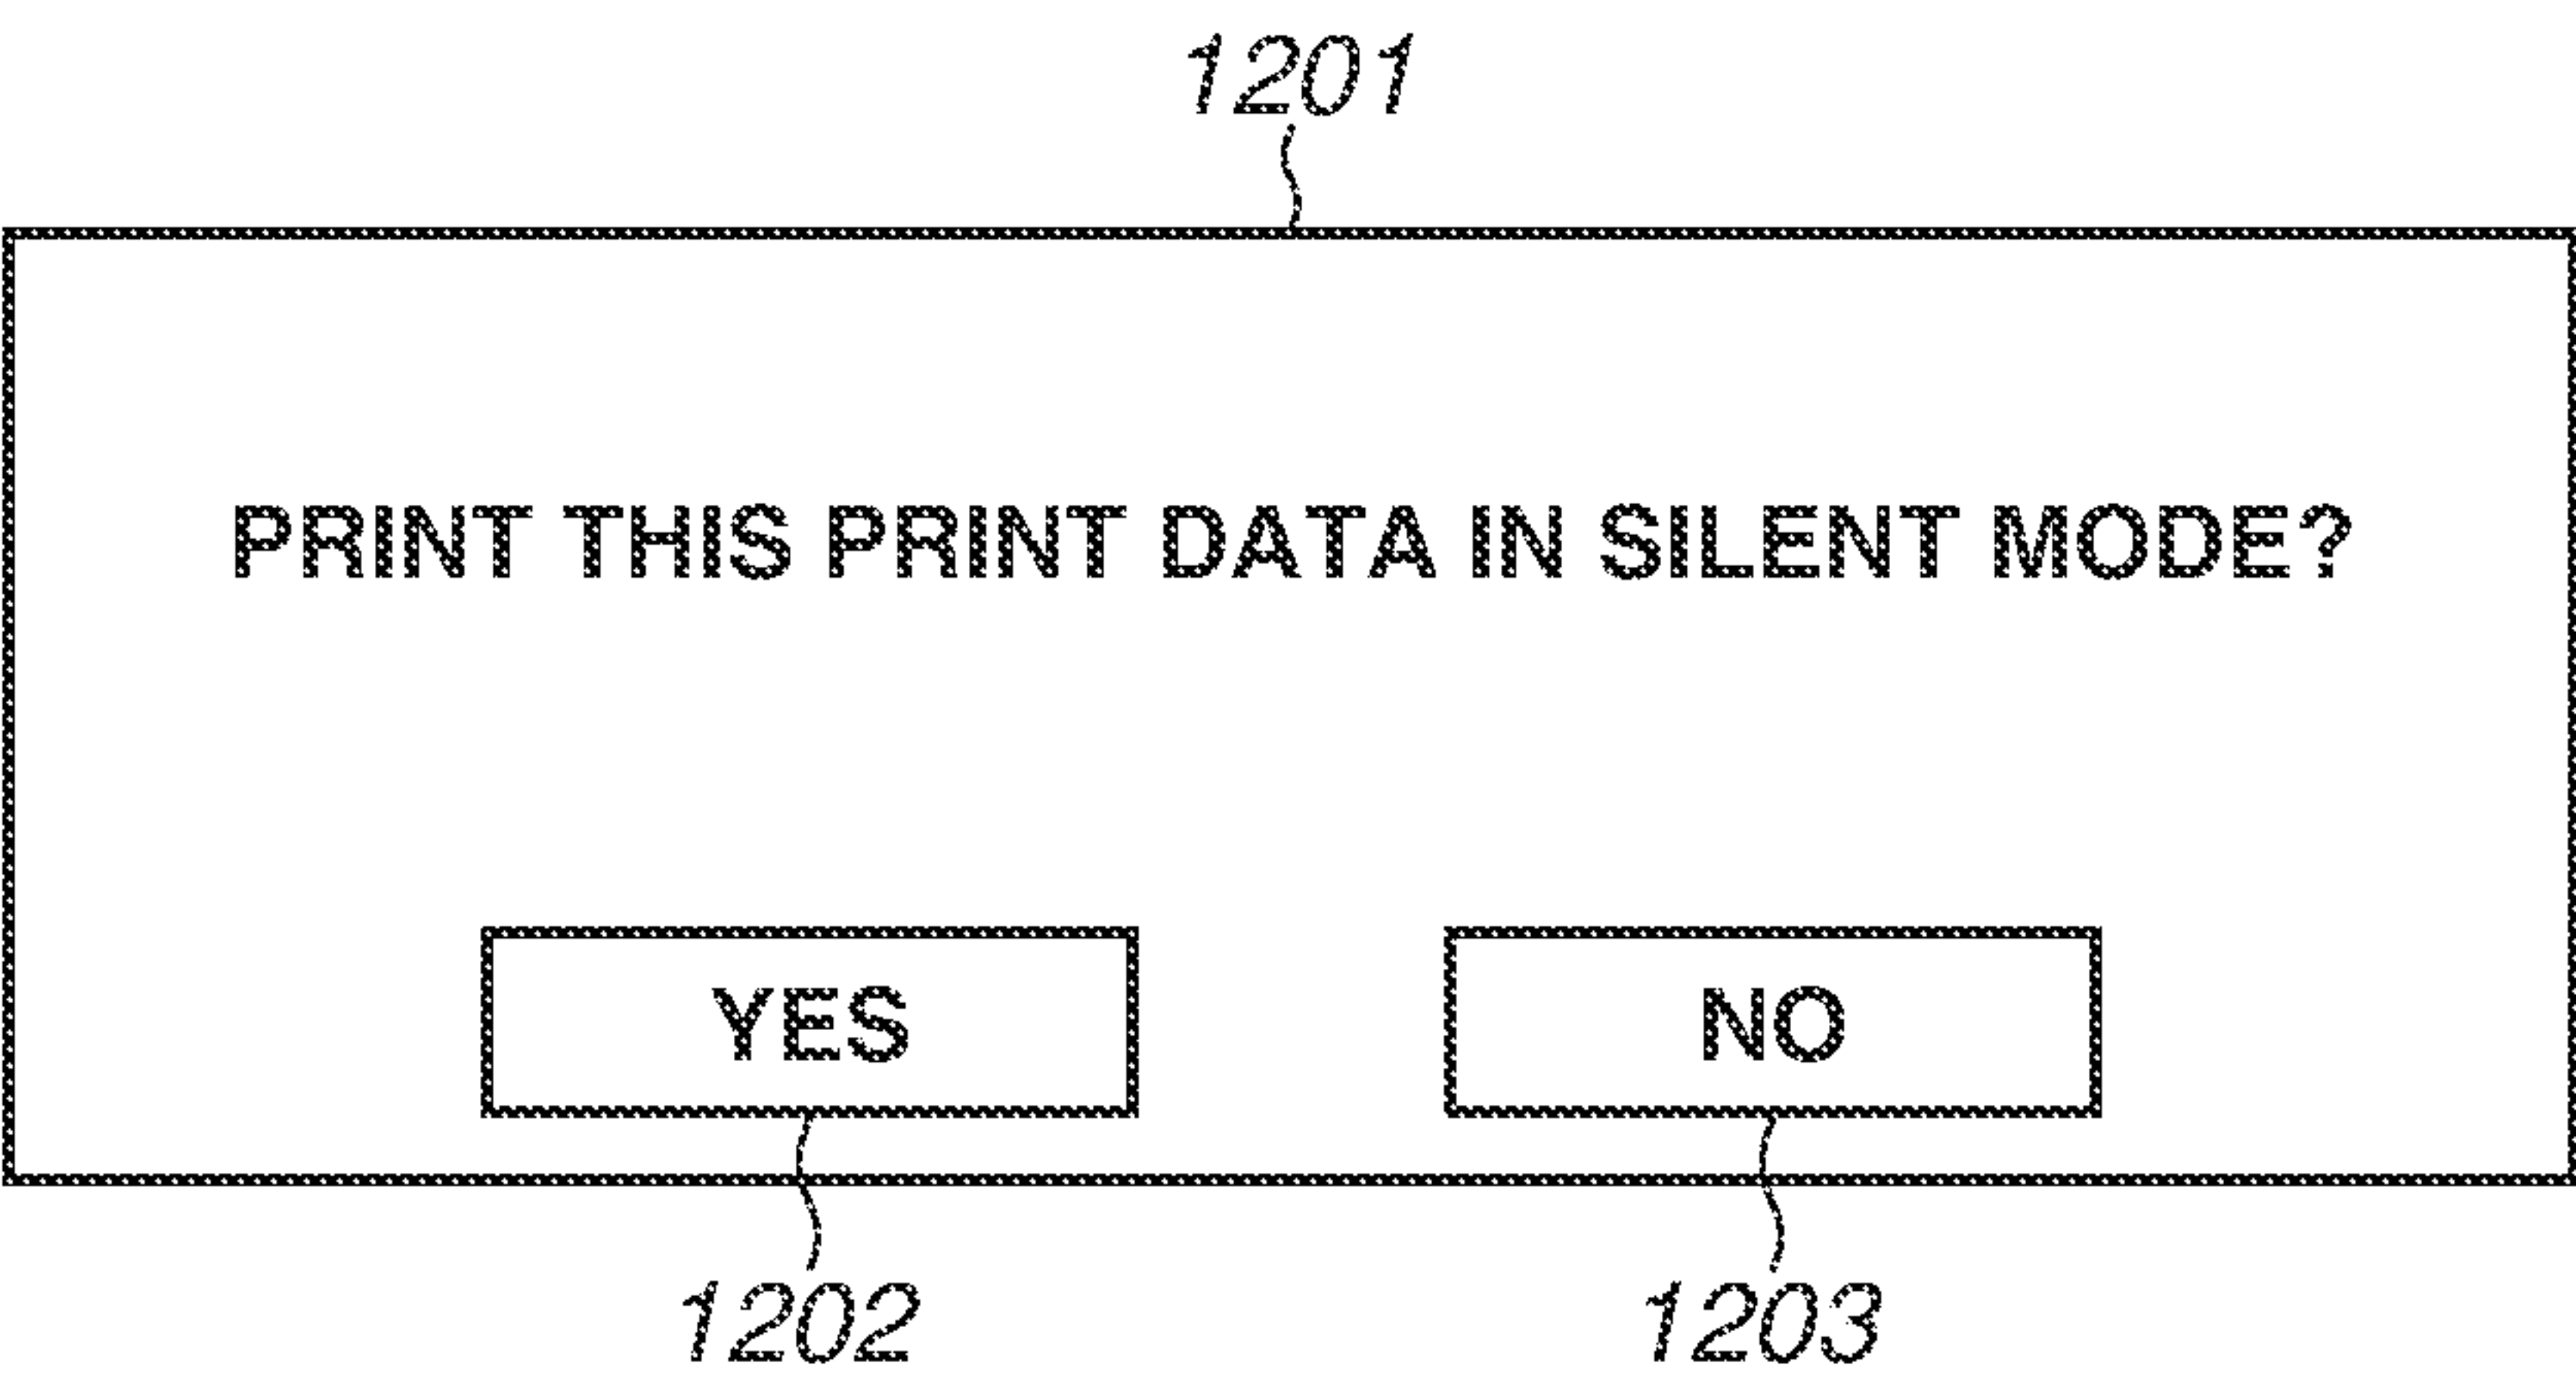 1201
PRINT THIS PRINT DATA IN SILENT MODE?
YES NO
1202 1203